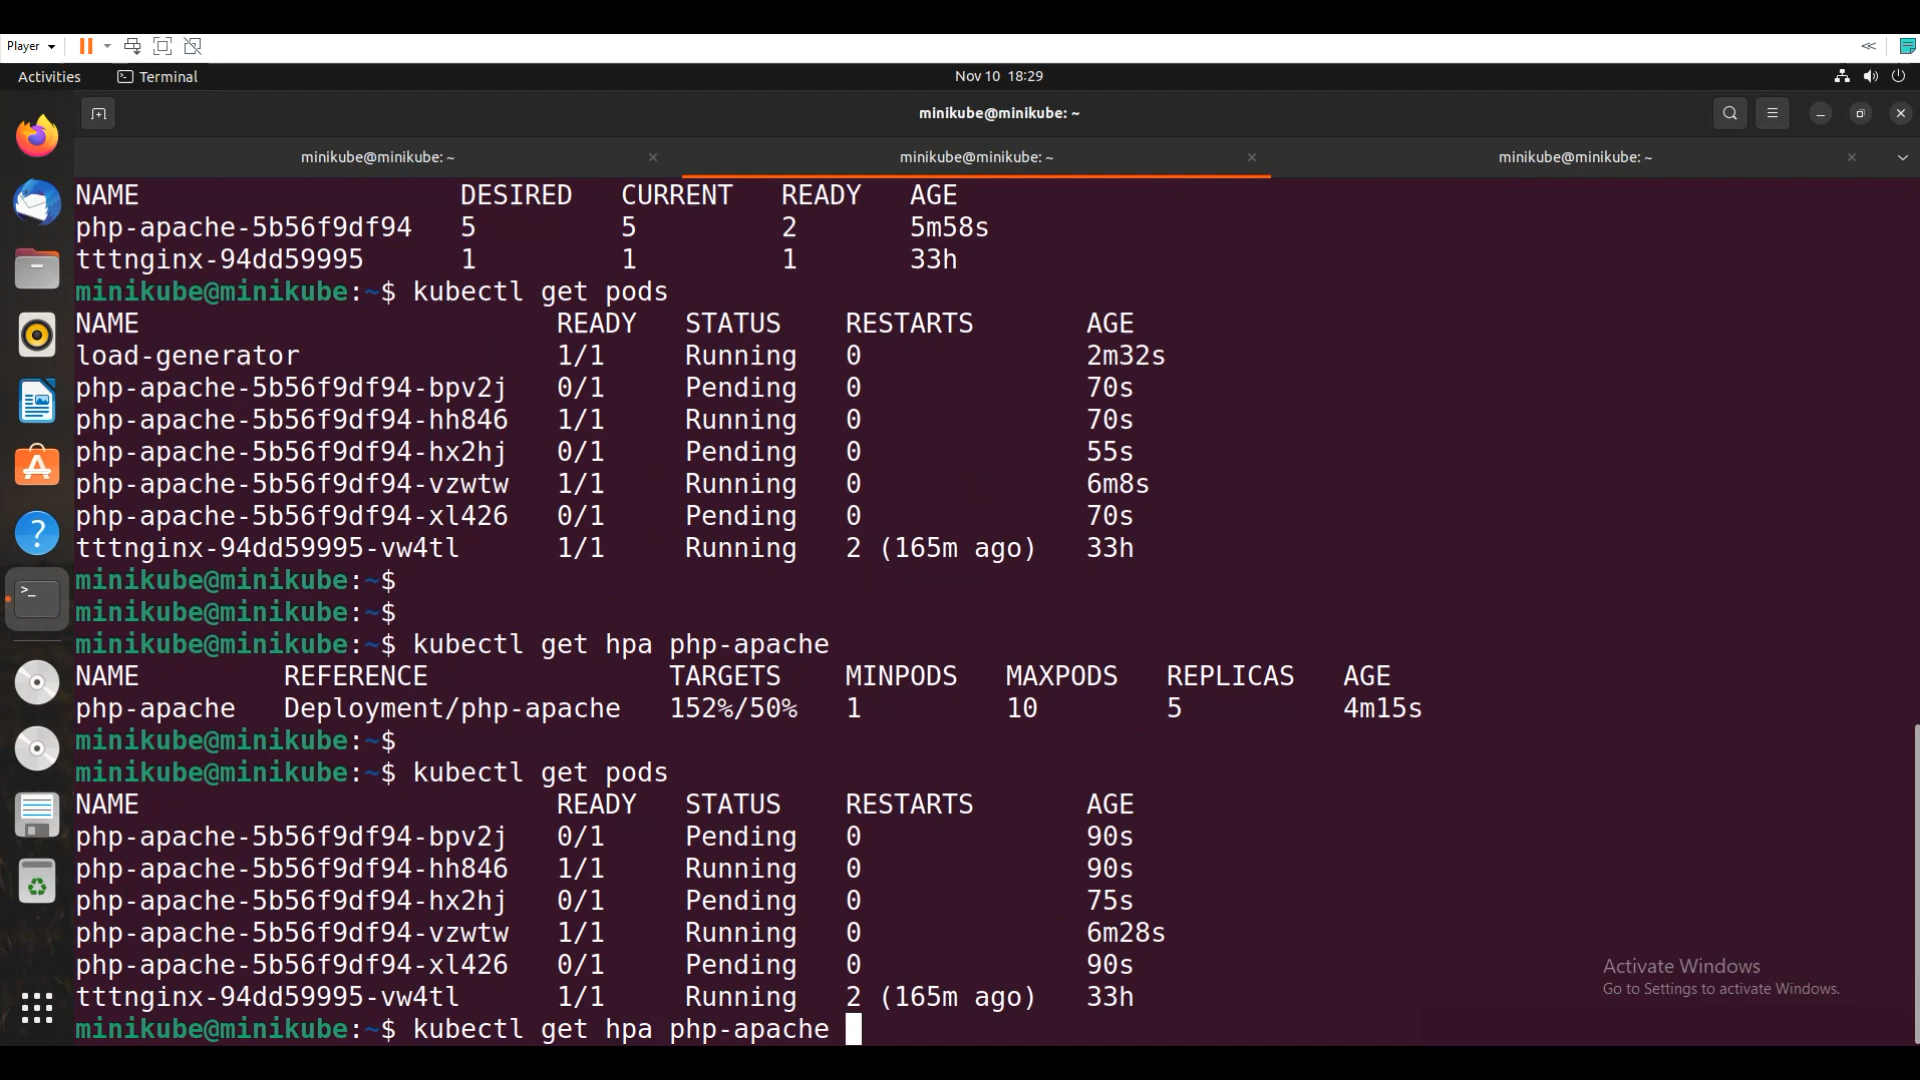 Player
<<
Activities Terminal Nov 10 18:29
minikube@minikube: ~
minikube@minikube: ~ × minikube@minikube: ~ × minikube@minikube: ~ ×
NAME DESIRED CURRENT READY AGE
php-apache-5b56f9df94 5 5 2 5m58s
tttnginx-94dd59995 1 1 1 33h
minikube@minikube:~$ kubectl get pods
NAME READY STATUS RESTARTS AGE
load-generator 1/1 Running 0 2m32s
php-apache-5b56f9df94-bpv2j 0/1 Pending 0 70s
php-apache-5b56f9df94-hh846 1/1 Running 0 70s
php-apache-5b56f9df94-hx2hj 0/1 Pending 0 55s
php-apache-5b56f9df94-vzwtw 1/1 Running 0 6m8s
php-apache-5b56f9df94-xl426 0/1 Pending 0 70s
tttnginx-94dd59995-vw4tl 1/1 Running 2 (165m ago) 33h
minikube@minikube:~$
minikube@minikube:~$
minikube@minikube:~$ kubectl get hpa php-apache
NAME REFERENCE TARGETS MINPODS MAXPODS REPLICAS AGE
php-apache Deployment/php-apache 152%/50% 1 10 5 4m15s
minikube@minikube:~$
minikube@minikube:~$ kubectl get pods
NAME READY STATUS RESTARTS AGE
php-apache-5b56f9df94-bpv2j 0/1 Pending 0 90s
php-apache-5b56f9df94-hh846 1/1 Running 0 90s
php-apache-5b56f9df94-hx2hj 0/1 Pending 0 75s
php-apache-5b56f9df94-vzwtw 1/1 Running 0 6m28s
php-apache-5b56f9df94-xl426 0/1 Pending 0 90s
tttnginx-94dd59995-vw4tl 1/1 Running 2 (165m ago) 33h
minikube@minikube:~$ kubectl get hpa php-apache
Activate Windows
Go to Settings to activate Windows.